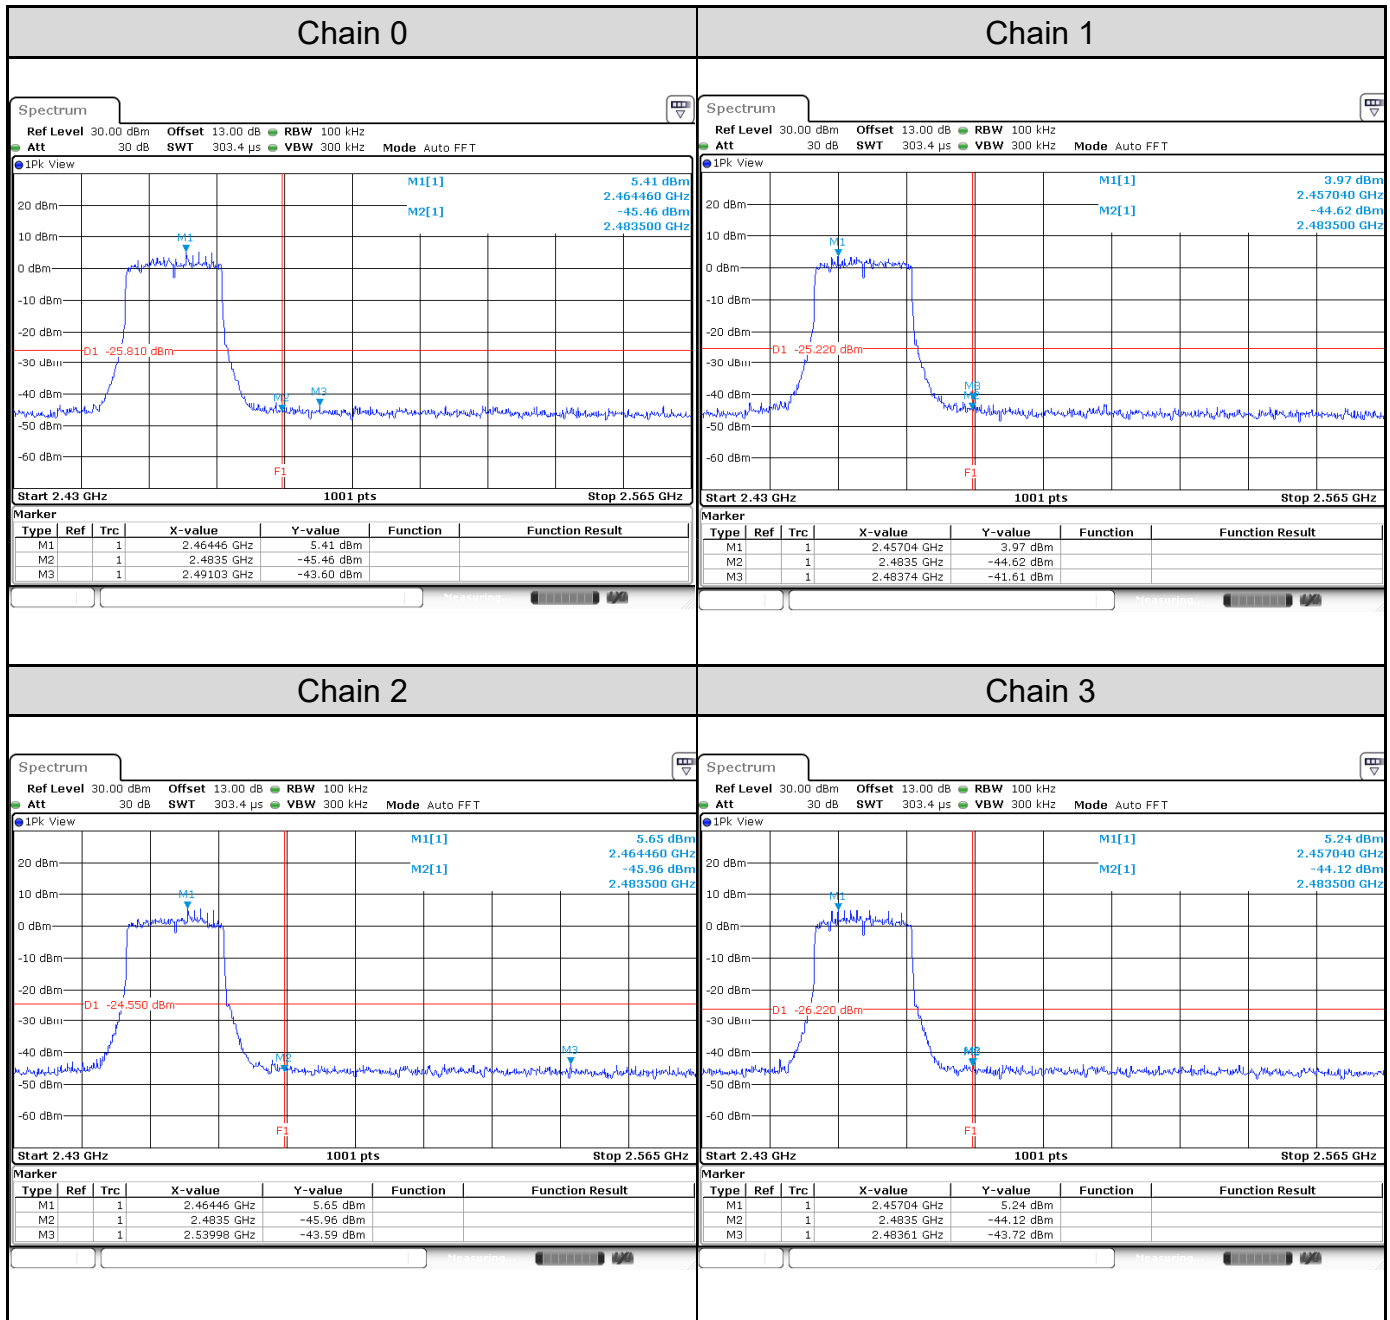 Chain 0
Spectrum
Ref Level 30.00 dBm Offset 13.00 dB RBW 100 kHz
Att 30 dB SWT 303.4 µs VBW 300 kHz Mode Auto FFT
1Pk View
M1[1] 5.41 dBm
2.464460 GHz
M2[1] -45.46 dBm
2.483500 GHz
20 dBm
10 dBm
M1
0 dBm
-10 dBm
-20 dBm
D1 -25.810 dBm
-30 dBm
-40 dBm
M2
M3
-50 dBm
-60 dBm
F1
Start 2.43 GHz 1001 pts Stop 2.565 GHz
Marker
Type Ref Trc X-value Y-value Function Function Result
M1 1 2.46446 GHz 5.41 dBm
M2 1 2.4835 GHz -45.46 dBm
M3 1 2.49103 GHz -43.60 dBm
Measuring...
Chain 1
Spectrum
Ref Level 30.00 dBm Offset 13.00 dB RBW 100 kHz
Att 30 dB SWT 303.4 µs VBW 300 kHz Mode Auto FFT
1Pk View
M1[1] 3.97 dBm
2.457040 GHz
M2[1] -44.62 dBm
2.483500 GHz
20 dBm
10 dBm
M1
0 dBm
-10 dBm
-20 dBm
D1 -25.220 dBm
-30 dBm
-40 dBm
M3
-50 dBm
-60 dBm
F1
Start 2.43 GHz 1001 pts Stop 2.565 GHz
Marker
Type Ref Trc X-value Y-value Function Function Result
M1 1 2.45704 GHz 3.97 dBm
M2 1 2.4835 GHz -44.62 dBm
M3 1 2.48374 GHz -41.61 dBm
Measuring...
Chain 2
Spectrum
Ref Level 30.00 dBm Offset 13.00 dB RBW 100 kHz
Att 30 dB SWT 303.4 µs VBW 300 kHz Mode Auto FFT
1Pk View
M1[1] 5.65 dBm
2.464460 GHz
M2[1] -45.96 dBm
2.483500 GHz
20 dBm
10 dBm
M1
0 dBm
-10 dBm
-20 dBm
D1 -24.550 dBm
-30 dBm
-40 dBm
M2
M3
-50 dBm
-60 dBm
F1
Start 2.43 GHz 1001 pts Stop 2.565 GHz
Marker
Type Ref Trc X-value Y-value Function Function Result
M1 1 2.46446 GHz 5.65 dBm
M2 1 2.4835 GHz -45.96 dBm
M3 1 2.53998 GHz -43.59 dBm
Measuring...
Chain 3
Spectrum
Ref Level 30.00 dBm Offset 13.00 dB RBW 100 kHz
Att 30 dB SWT 303.4 µs VBW 300 kHz Mode Auto FFT
1Pk View
M1[1] 5.24 dBm
2.457040 GHz
M2[1] -44.12 dBm
2.483500 GHz
20 dBm
10 dBm
M1
0 dBm
-10 dBm
-20 dBm
D1 -26.220 dBm
-30 dBm
-40 dBm
-50 dBm
-60 dBm
F1
Start 2.43 GHz 1001 pts Stop 2.565 GHz
Marker
Type Ref Trc X-value Y-value Function Function Result
M1 1 2.45704 GHz 5.24 dBm
M2 1 2.4835 GHz -44.12 dBm
M3 1 2.48361 GHz -43.72 dBm
Measuring...